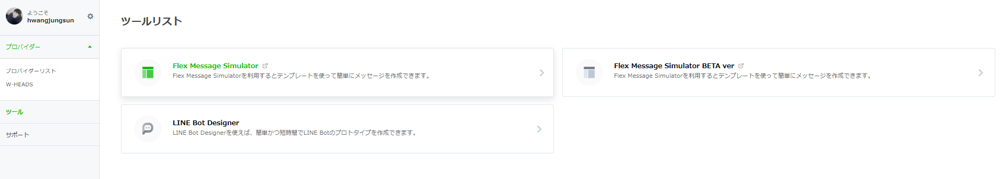 ようこそ
hwangjungsun
プロバイダー
プロバイダーリスト
W-HEADS
ツール
サポート
ツールリスト
Flex Message Simulator
Flex Message Simulatorを利用するとテンプレートを使って簡単にメッセージを作成できます。
Flex Message Simulator BETA ver
Flex Message Simulatorを利用するとテンプレートを使って簡単にメッセージを作成できます。
LINE Bot Designer
LINE Bot Designerを使えば、簡単かつ短時間でLINE Botのプロトタイプを作成できます。